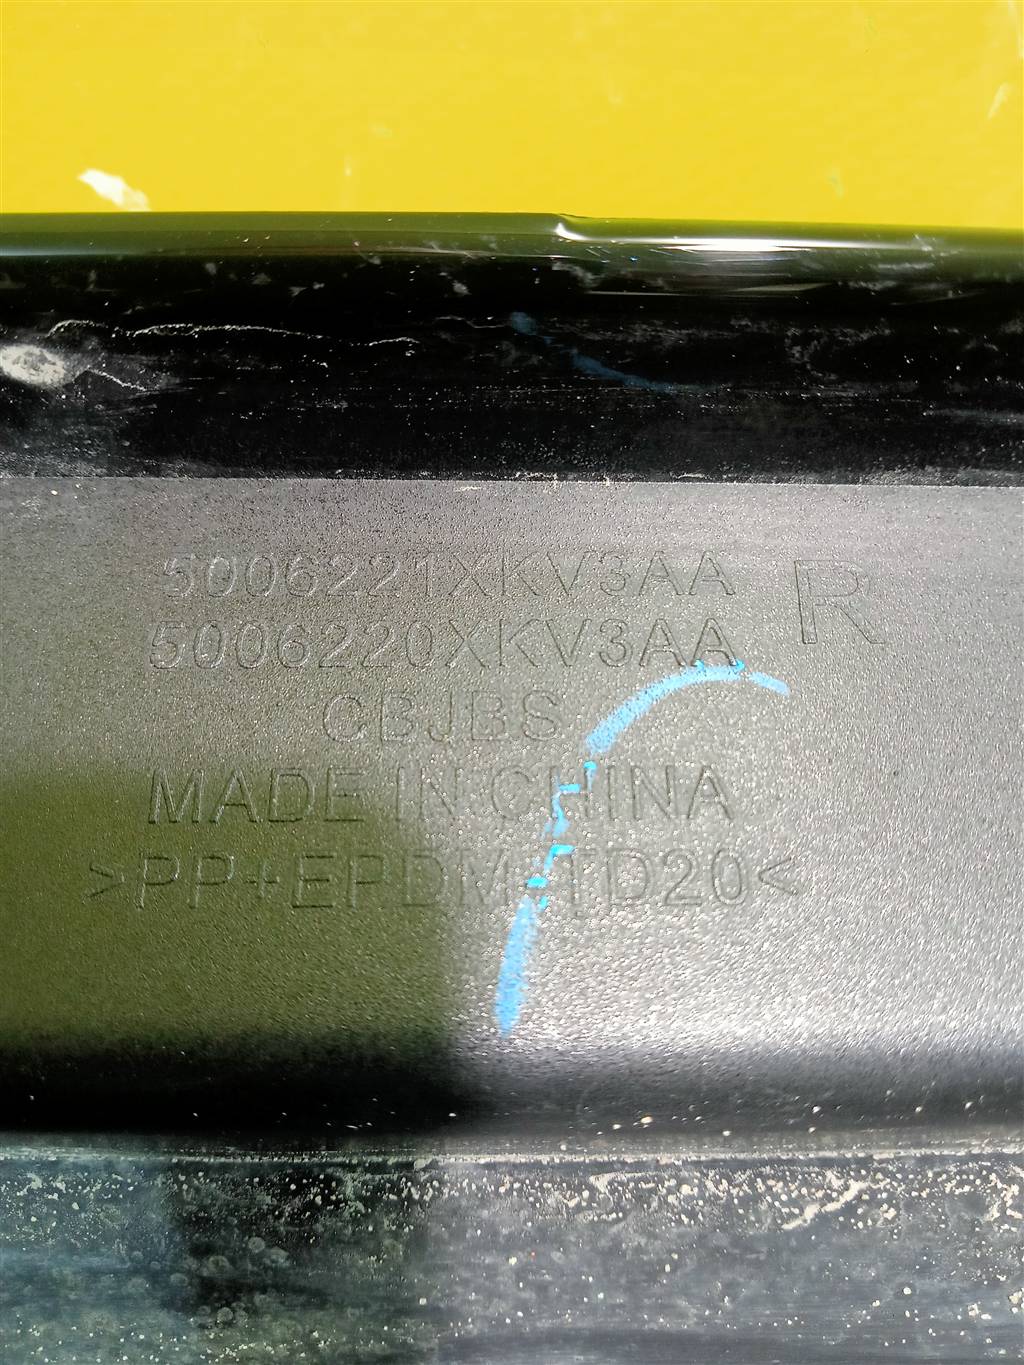 5006221XKV3AA R
5006220XKV3AA
CBJBS
MADE IN CHINA
>PP+EPDM-TD20<